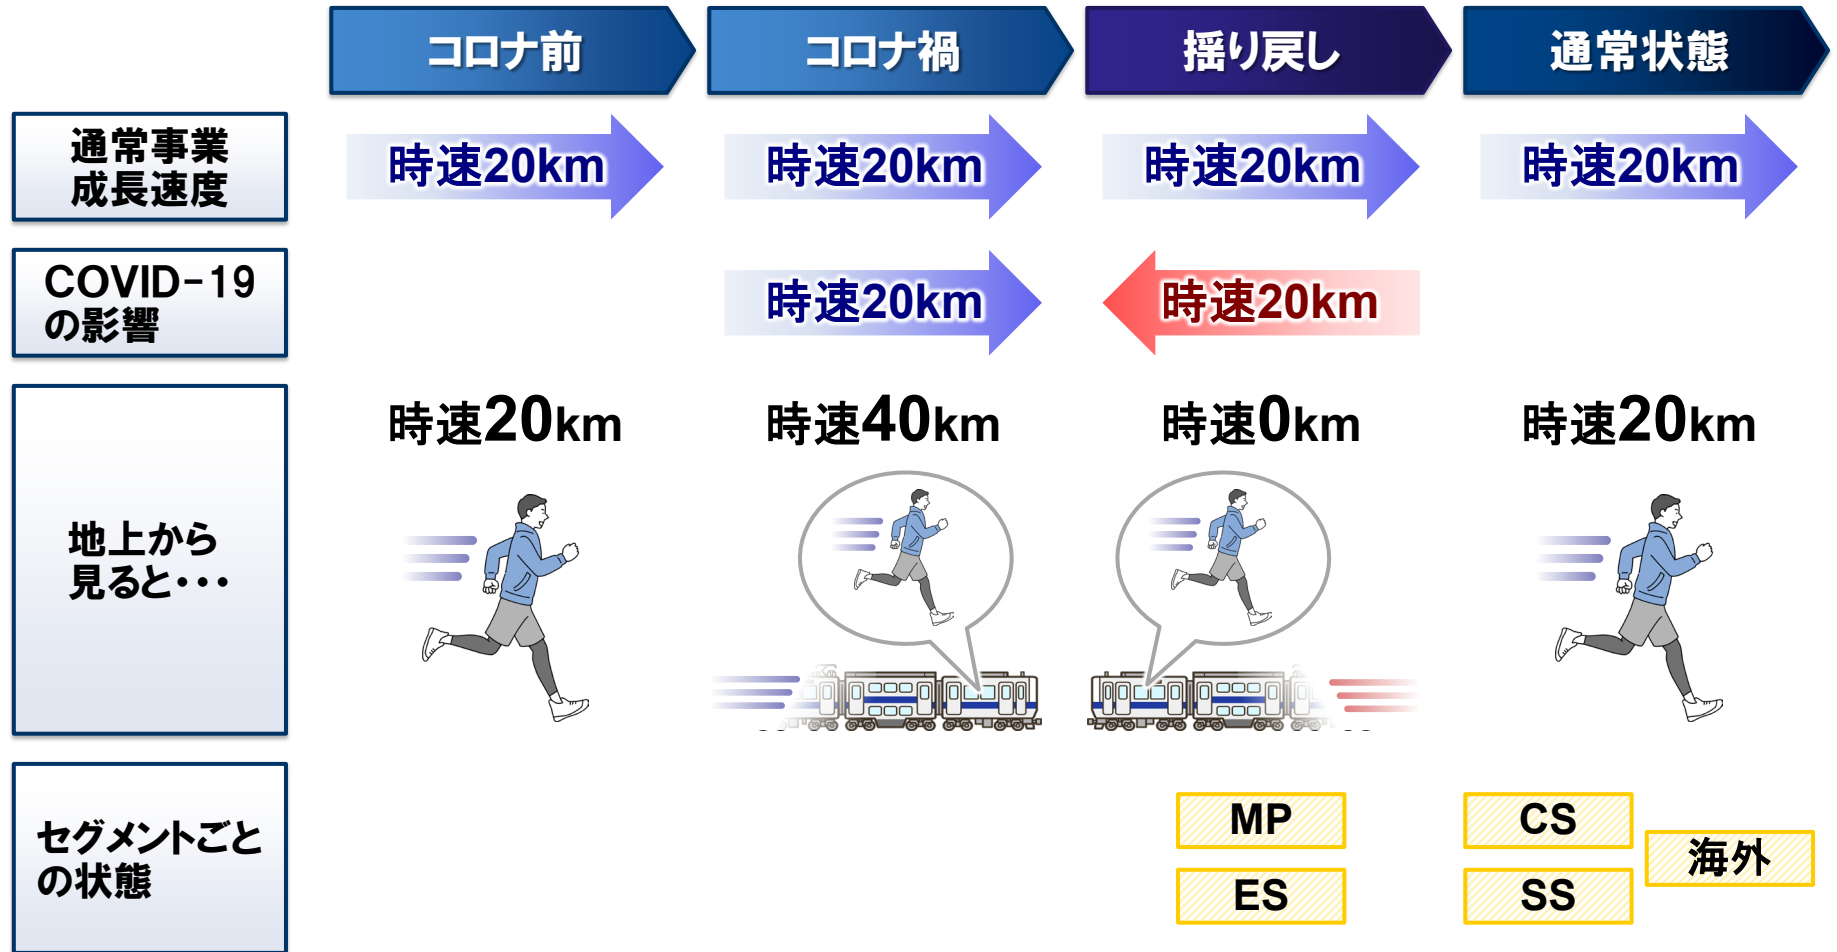 コロナ前
コロナ禍
揺り戻し
通常状態
通常事業
成長速度
時速20km
時速20km
時速20km
時速20km
COVID-19
の影響
時速20km
時速20km
地上から
見ると・・・
時速20km
時速40km
時速0km
時速20km
セグメントごと
の状態
MP
CS
海外
ES
SS